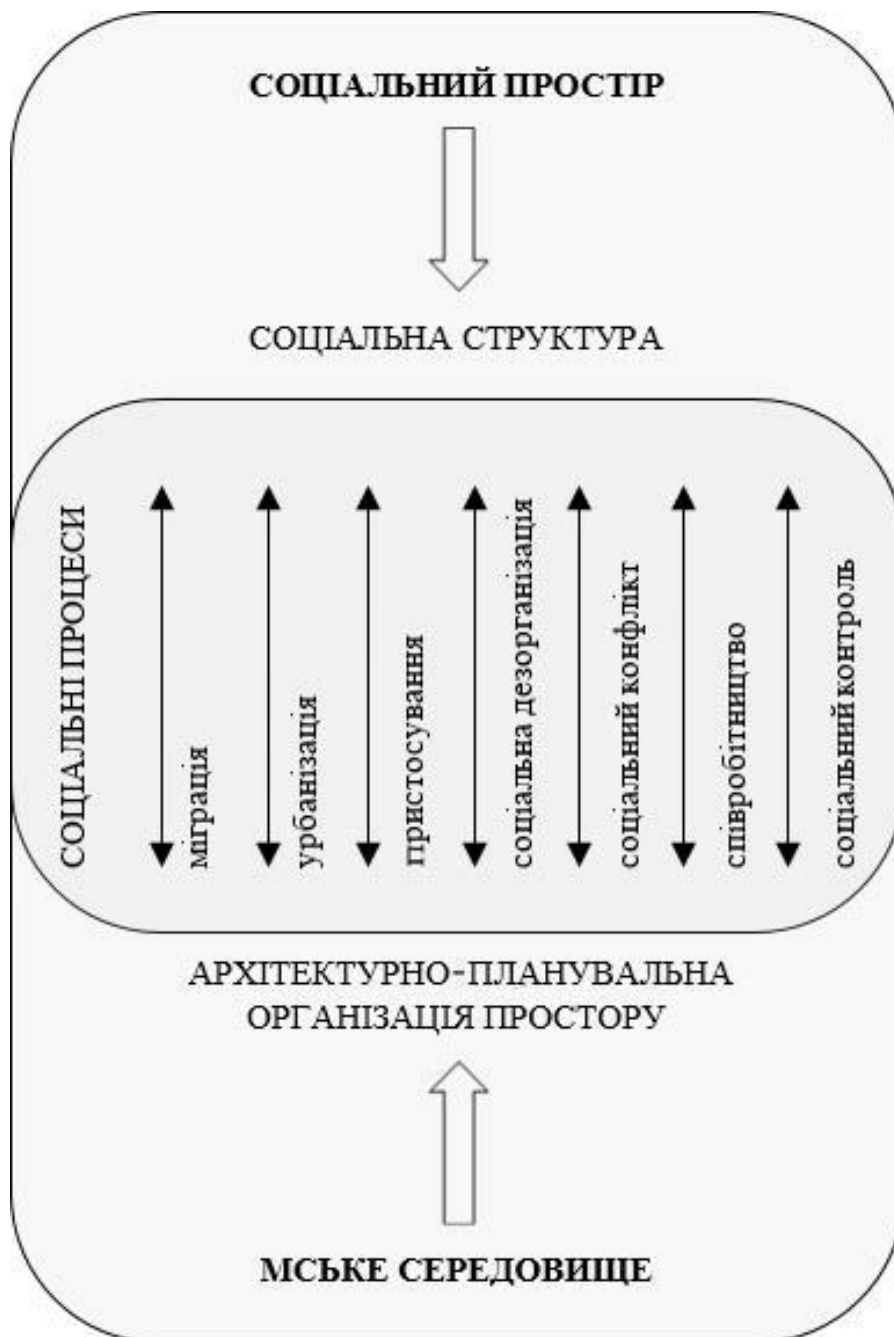 СОЦІАЛЬНИЙ ПРОСТІР
СОЦІАЛЬНА СТРУКТУРА
СОЦІАЛЬНІ ПРОЦЕСИ
міграція
урбанізація
пристосування
соціальна дезорганізація
соціальний конфлікт
співробітництво
соціальний контроль
АРХІТЕКТУРНО-ПЛАНУВАЛЬНА
ОРГАНІЗАЦІЯ ПРОСТОРУ
МСЬКЕ СЕРЕДОВИЩЕ